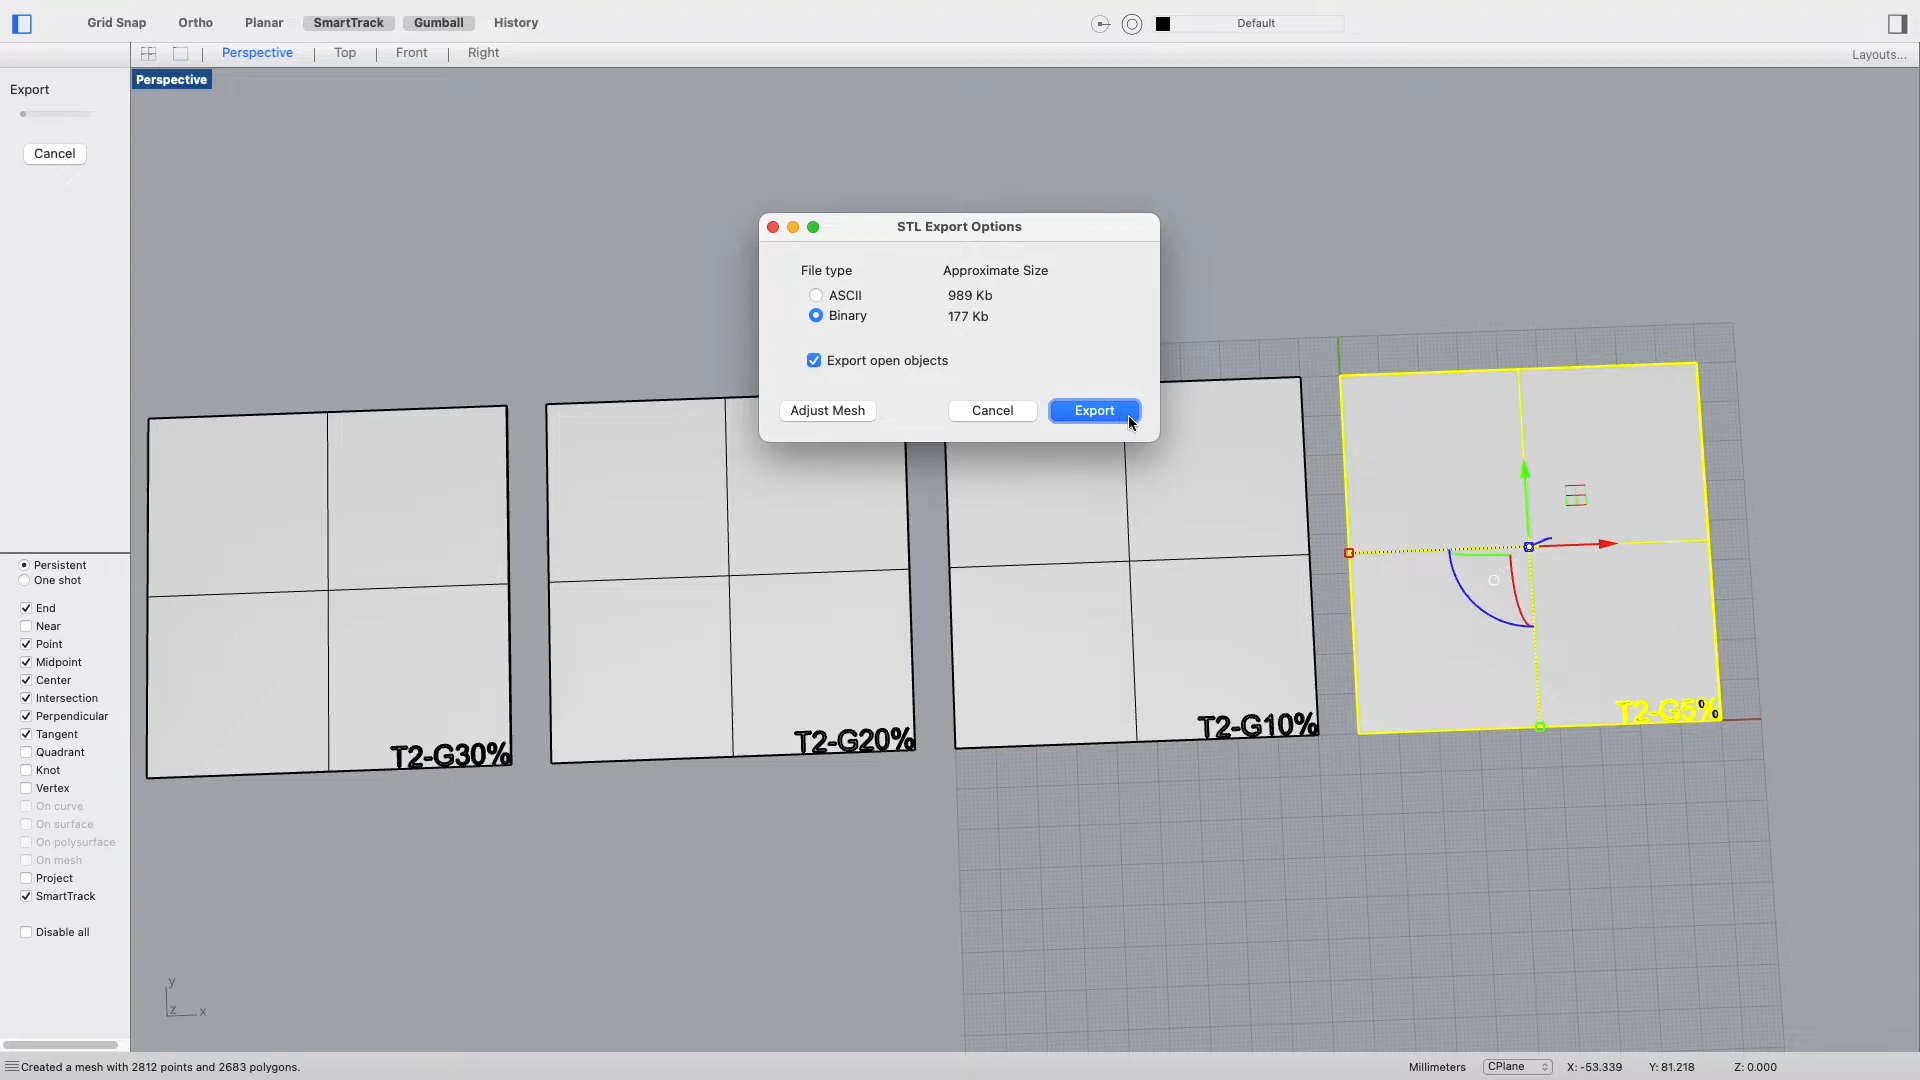 Grid Snap Ortho Planar SmartTrack Gumball History Default
Perspective Top Front Right Layouts...
Perspective
Export
Cancel
STL Export Options
File type Approximate Size
ASCII 989 Kb
Binary 177 Kb
Export open objects
Adjust Mesh Cancel Export
T2-G30%
T2-G20%
T2-G10%
T2-G5%
Persistent
One shot
End
Near
Point
Midpoint
Center
Intersection
Perpendicular
Tangent
Quadrant
Knot
Vertex
On curve
On surface
On polysurface
On mesh
Project
SmartTrack
Disable all
y
z x
Created a mesh with 2812 points and 2683 polygons. Millimeters CPlane X: -53.339 Y: 81.218 Z: 0.000